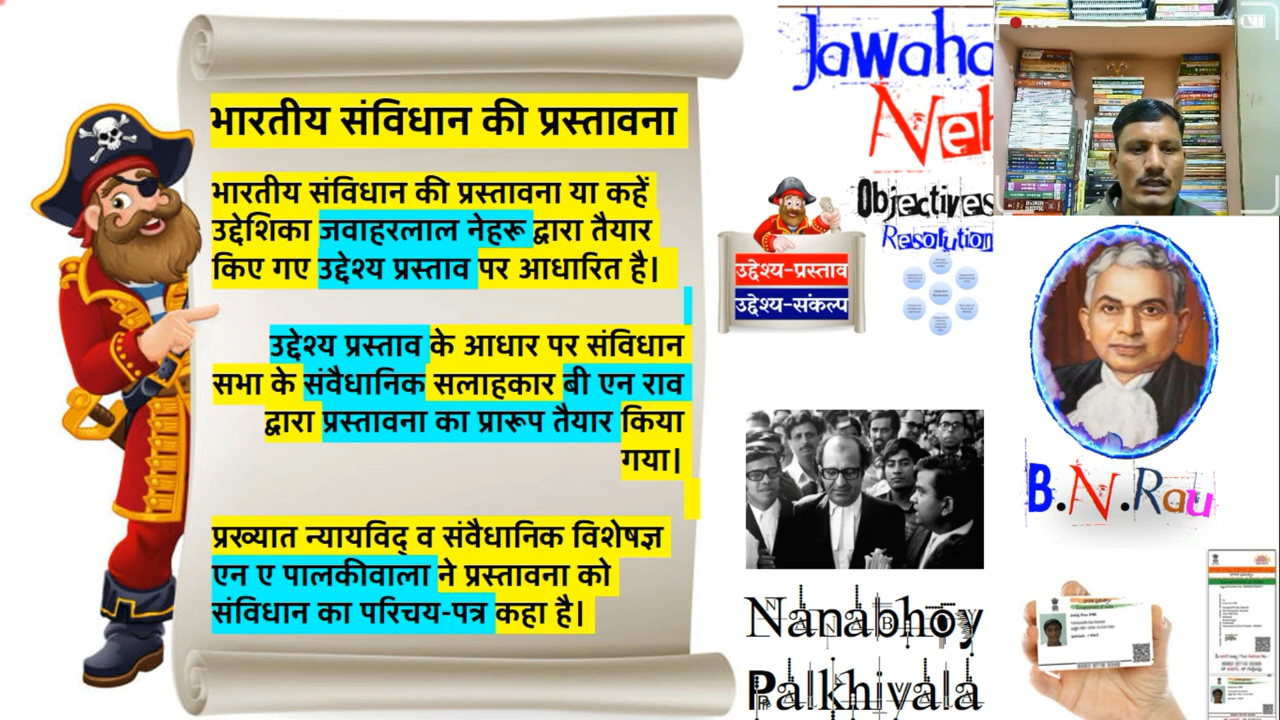 भारतीय संविधान की प्रस्तावना
भारतीय संविधान की प्रस्तावना या कहें
उद्देशिका जवाहरलाल नेहरू द्वारा तैयार
किए गए उद्देश्य प्रस्ताव पर आधारित है।
उद्देश्य प्रस्ताव के आधार पर संविधान
सभा के संवैधानिक सलाहकार बी एन राव
द्वारा प्रस्तावना का प्रारूप तैयार किया
गया।
प्रख्यात न्यायविद् व संवैधानिक विशेषज्ञ
एन ए पालकीवाला ने प्रस्तावना को
संविधान का परिचय-पत्र कहा है।
Jawaha
Neh
Objectives
Resolution
उद्देश्य-प्रस्ताव
उद्देश्य-संकल्प
B.N.Rau
Nanabhoy
Palkhivala